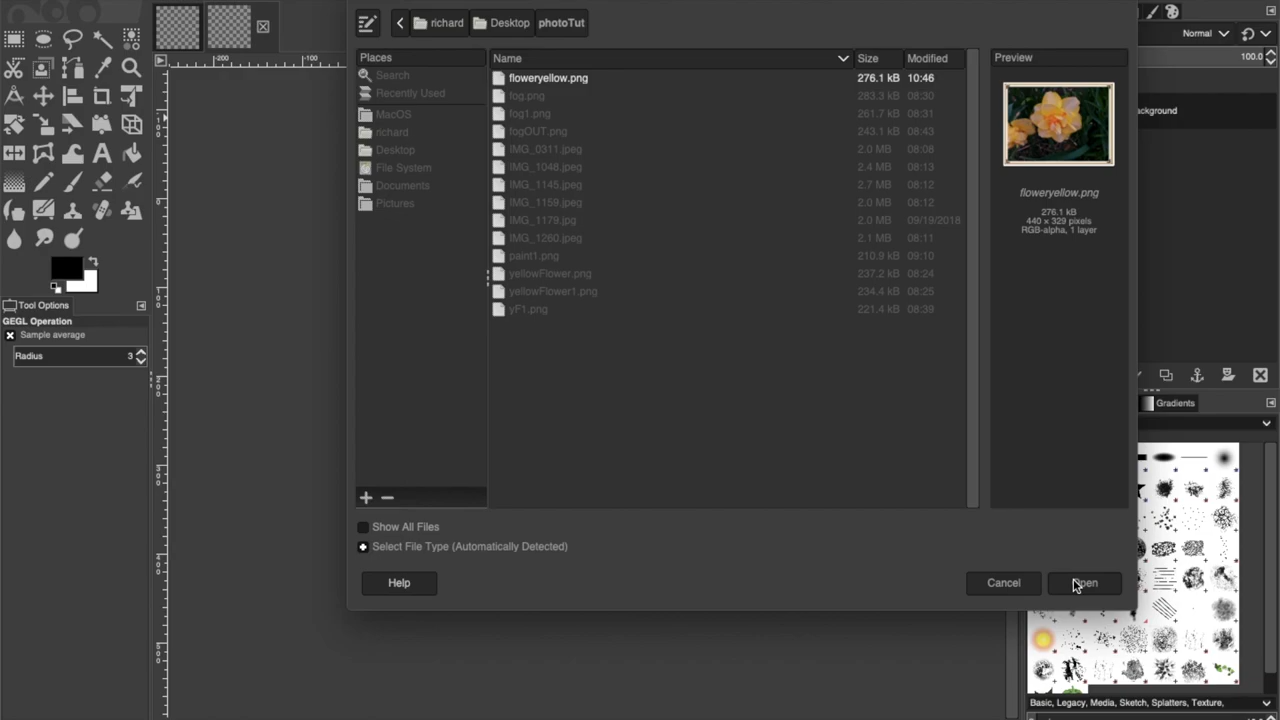 richard
Desktop
photoTut
-200
-100
Normal
100.0
ackground
Places
Search
Recently Used
MacOS
richard
Desktop
File System
Documents
Pictures
Name Size Modified
floweryellow.png 276.1 kB 10:46
fog.png 283.3 kB 08:30
fog1.png 261.7 kB 08:31
fogOUT.png 243.1 kB 08:43
IMG_0311.jpeg 2.0 MB 08:08
IMG_1048.jpeg 2.4 MB 08:13
IMG_1145.jpeg 2.7 MB 08:12
IMG_1159.jpeg 2.0 MB 08:12
IMG_1179.jpg 2.0 MB 09/19/2018
IMG_1260.jpeg 2.1 MB 08:11
paint1.png 210.9 kB 09:10
yellowFlower.png 237.2 kB 08:24
yellowFlower1.png 234.4 kB 08:25
yF1.png 221.4 kB 08:39
Preview
floweryellow.png
276.1 kB
440 × 329 pixels
RGB-alpha, 1 layer
Tool Options
GEGL Operation
Sample average
Radius 3
Show All Files
Select File Type (Automatically Detected)
Help
Cancel
Open
Gradients
Basic, Legacy, Media, Sketch, Splatters, Texture,